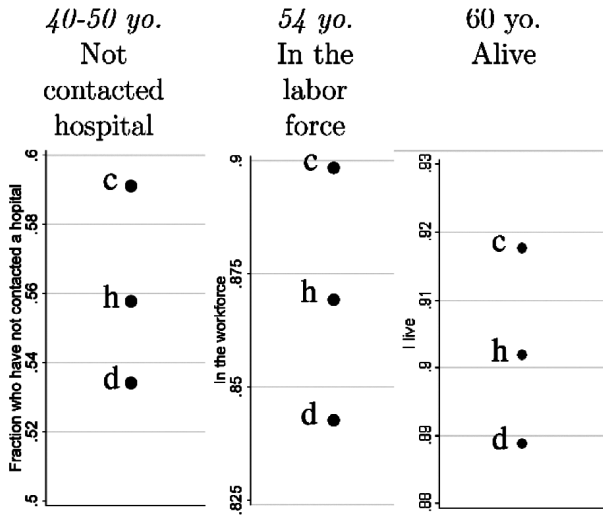 40-50 yo.
Not
contacted
hospital
54 yo.
In the
labor
force
60 yo.
Alive
Fraction who have not contacted a hopital
.6
.58
.56
.54
.52
.5
c
h
d
In the workforce
.9
.875
.85
.825
c
h
d
I live
.93
.92
.91
.9
.89
.88
c
h
d